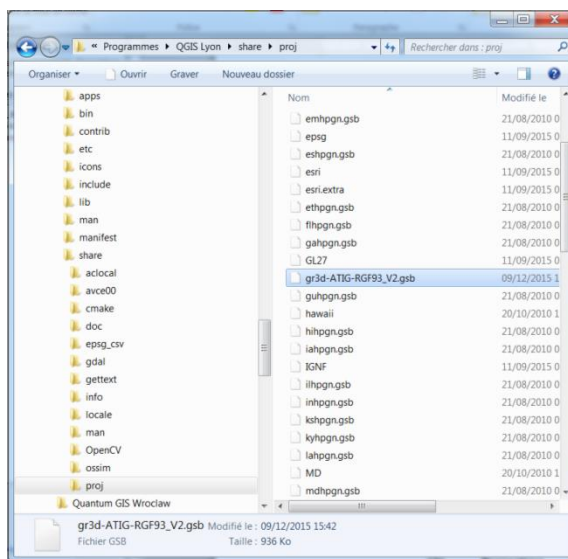 « Programmes ▸ QGIS Lyon ▸ share ▸ proj
Rechercher dans : proj
Organiser ▾ Ouvrir Graver Nouveau dossier
apps
bin
contrib
etc
icons
include
lib
man
manifest
share
aclocal
avce00
cmake
doc
epsg_csv
gdal
gettext
info
locale
man
OpenCV
ossim
proj
Quantum GIS Wroclaw
Nom Modifié le
emhpgn.gsb 21/08/2010 0
epsg 11/09/2015 0
eshpgn.gsb 21/08/2010 0
esri 11/09/2015 0
esri.extra 11/09/2015 0
ethpgn.gsb 21/08/2010 0
flhpgn.gsb 21/08/2010 0
gahpgn.gsb 21/08/2010 0
GL27 11/09/2015 0
gr3d-ATIG-RGF93_V2.gsb 09/12/2015 1
guhpgn.gsb 21/08/2010 0
hawaii 20/10/2010 1
hihpgn.gsb 21/08/2010 0
iahpgn.gsb 21/08/2010 0
IGNF 11/09/2015 0
ilhpgn.gsb 21/08/2010 0
inhpgn.gsb 21/08/2010 0
kshpgn.gsb 21/08/2010 0
kyhpgn.gsb 21/08/2010 0
lahpgn.gsb 21/08/2010 0
MD 20/10/2010 1
mdhpgn.gsb 21/08/2010 0
gr3d-ATIG-RGF93_V2.gsb Modifié le : 09/12/2015 15:42
Fichier GSB Taille : 936 Ko